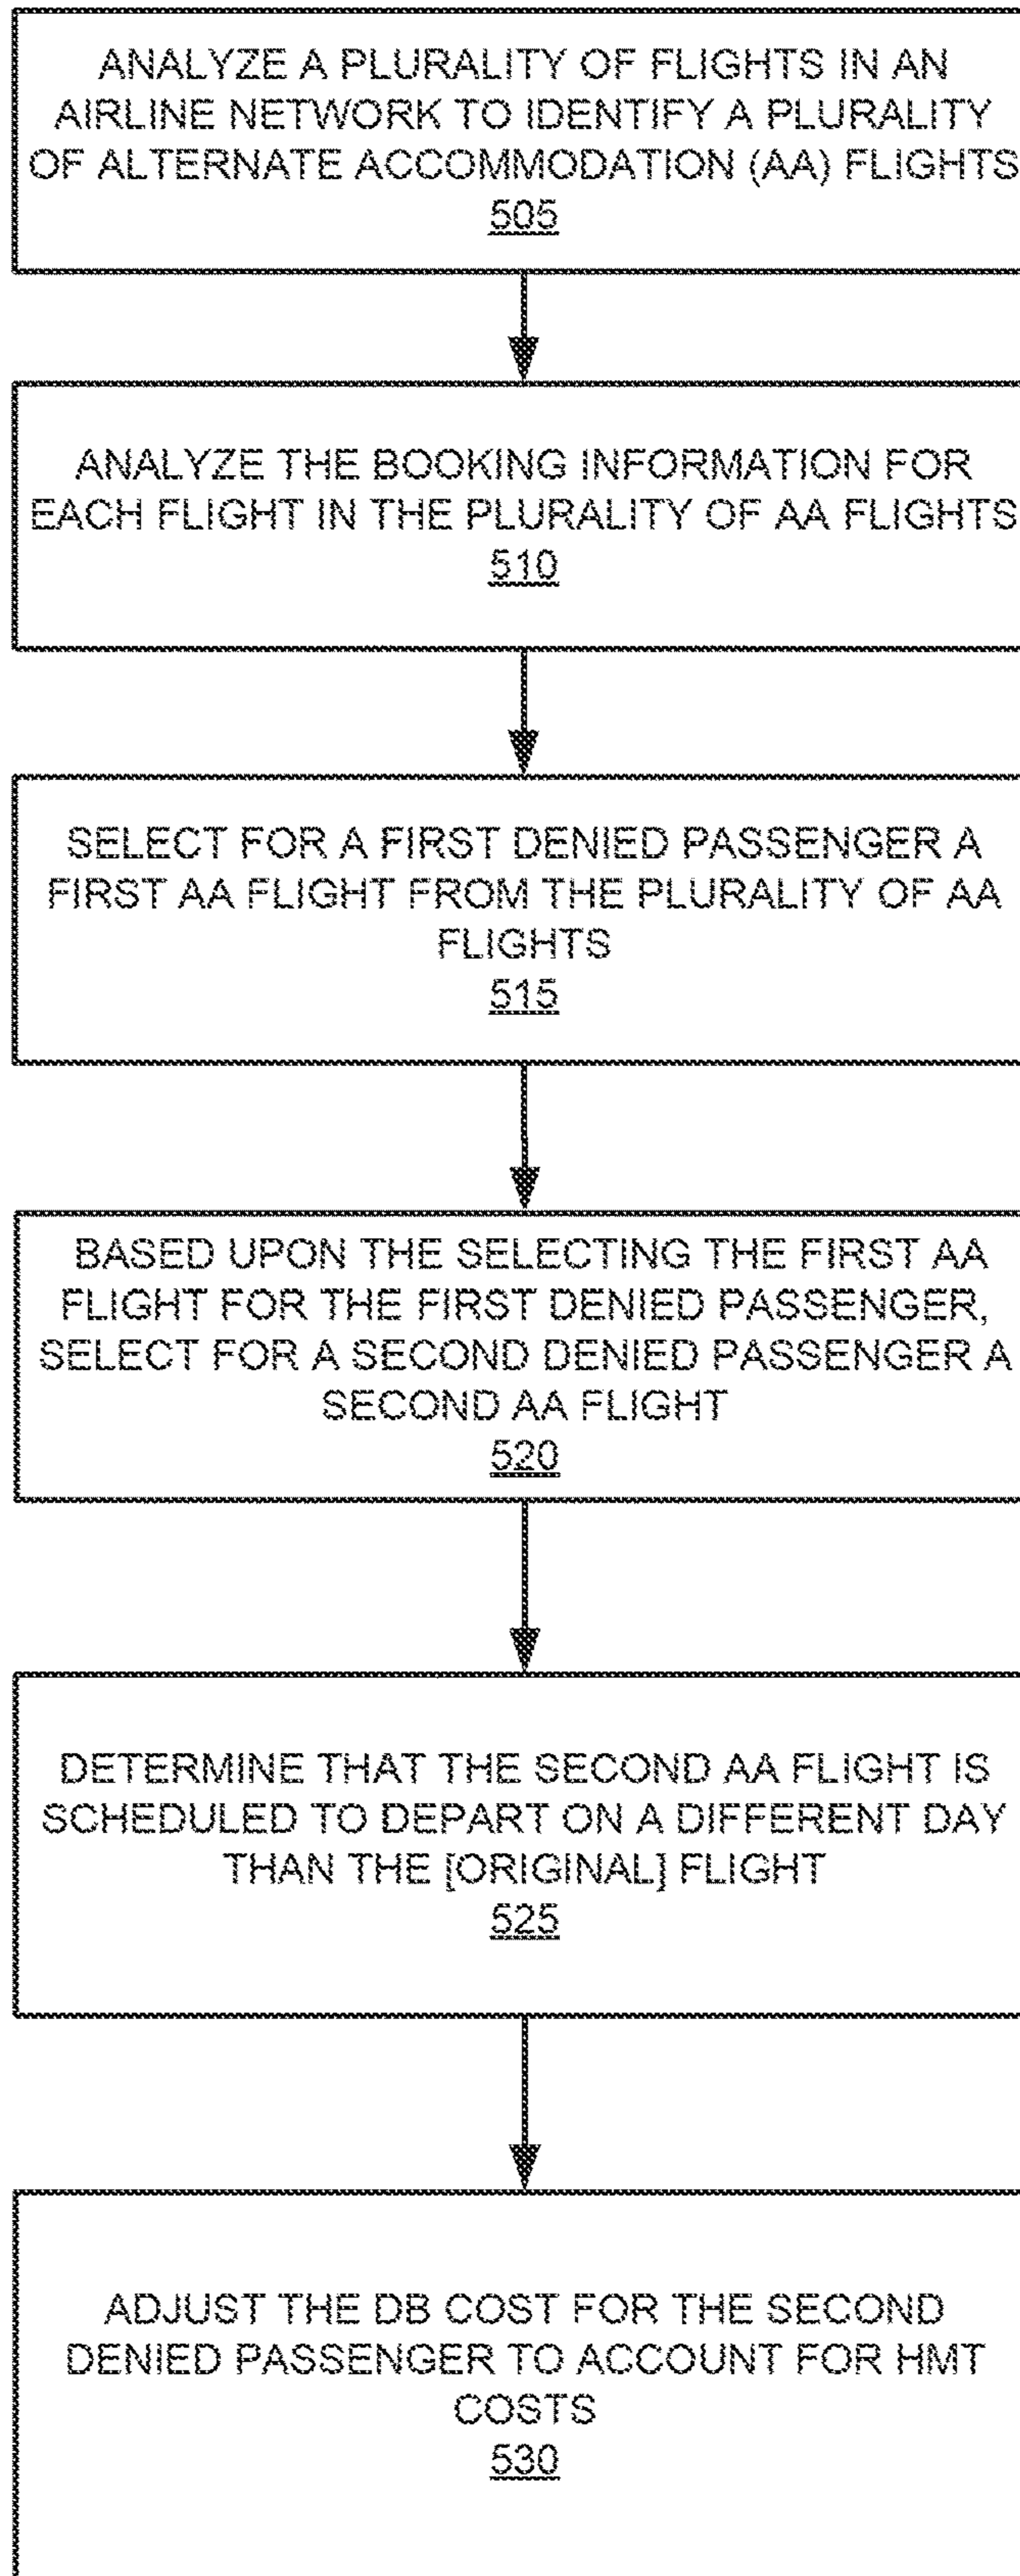 ANALYZE A PLURALITY OF FLIGHTS IN AN
AIRLINE NETWORK TO IDENTIFY A PLURALITY
OF ALTERNATE ACCOMMODATION (AA) FLIGHTS
505
ANALYZE THE BOOKING INFORMATION FOR
EACH FLIGHT IN THE PLURALITY OF AA FLIGHTS
510
SELECT FOR A FIRST DENIED PASSENGER A
FIRST AA FLIGHT FROM THE PLURALITY OF AA
FLIGHTS
515
BASED UPON THE SELECTING THE FIRST AA
FLIGHT FOR THE FIRST DENIED PASSENGER,
SELECT FOR A SECOND DENIED PASSENGER A
SECOND AA FLIGHT
520
DETERMINE THAT THE SECOND AA FLIGHT IS
SCHEDULED TO DEPART ON A DIFFERENT DAY
THAN THE [ORIGINAL] FLIGHT
525
ADJUST THE DB COST FOR THE SECOND
DENIED PASSENGER TO ACCOUNT FOR HMT
COSTS
530